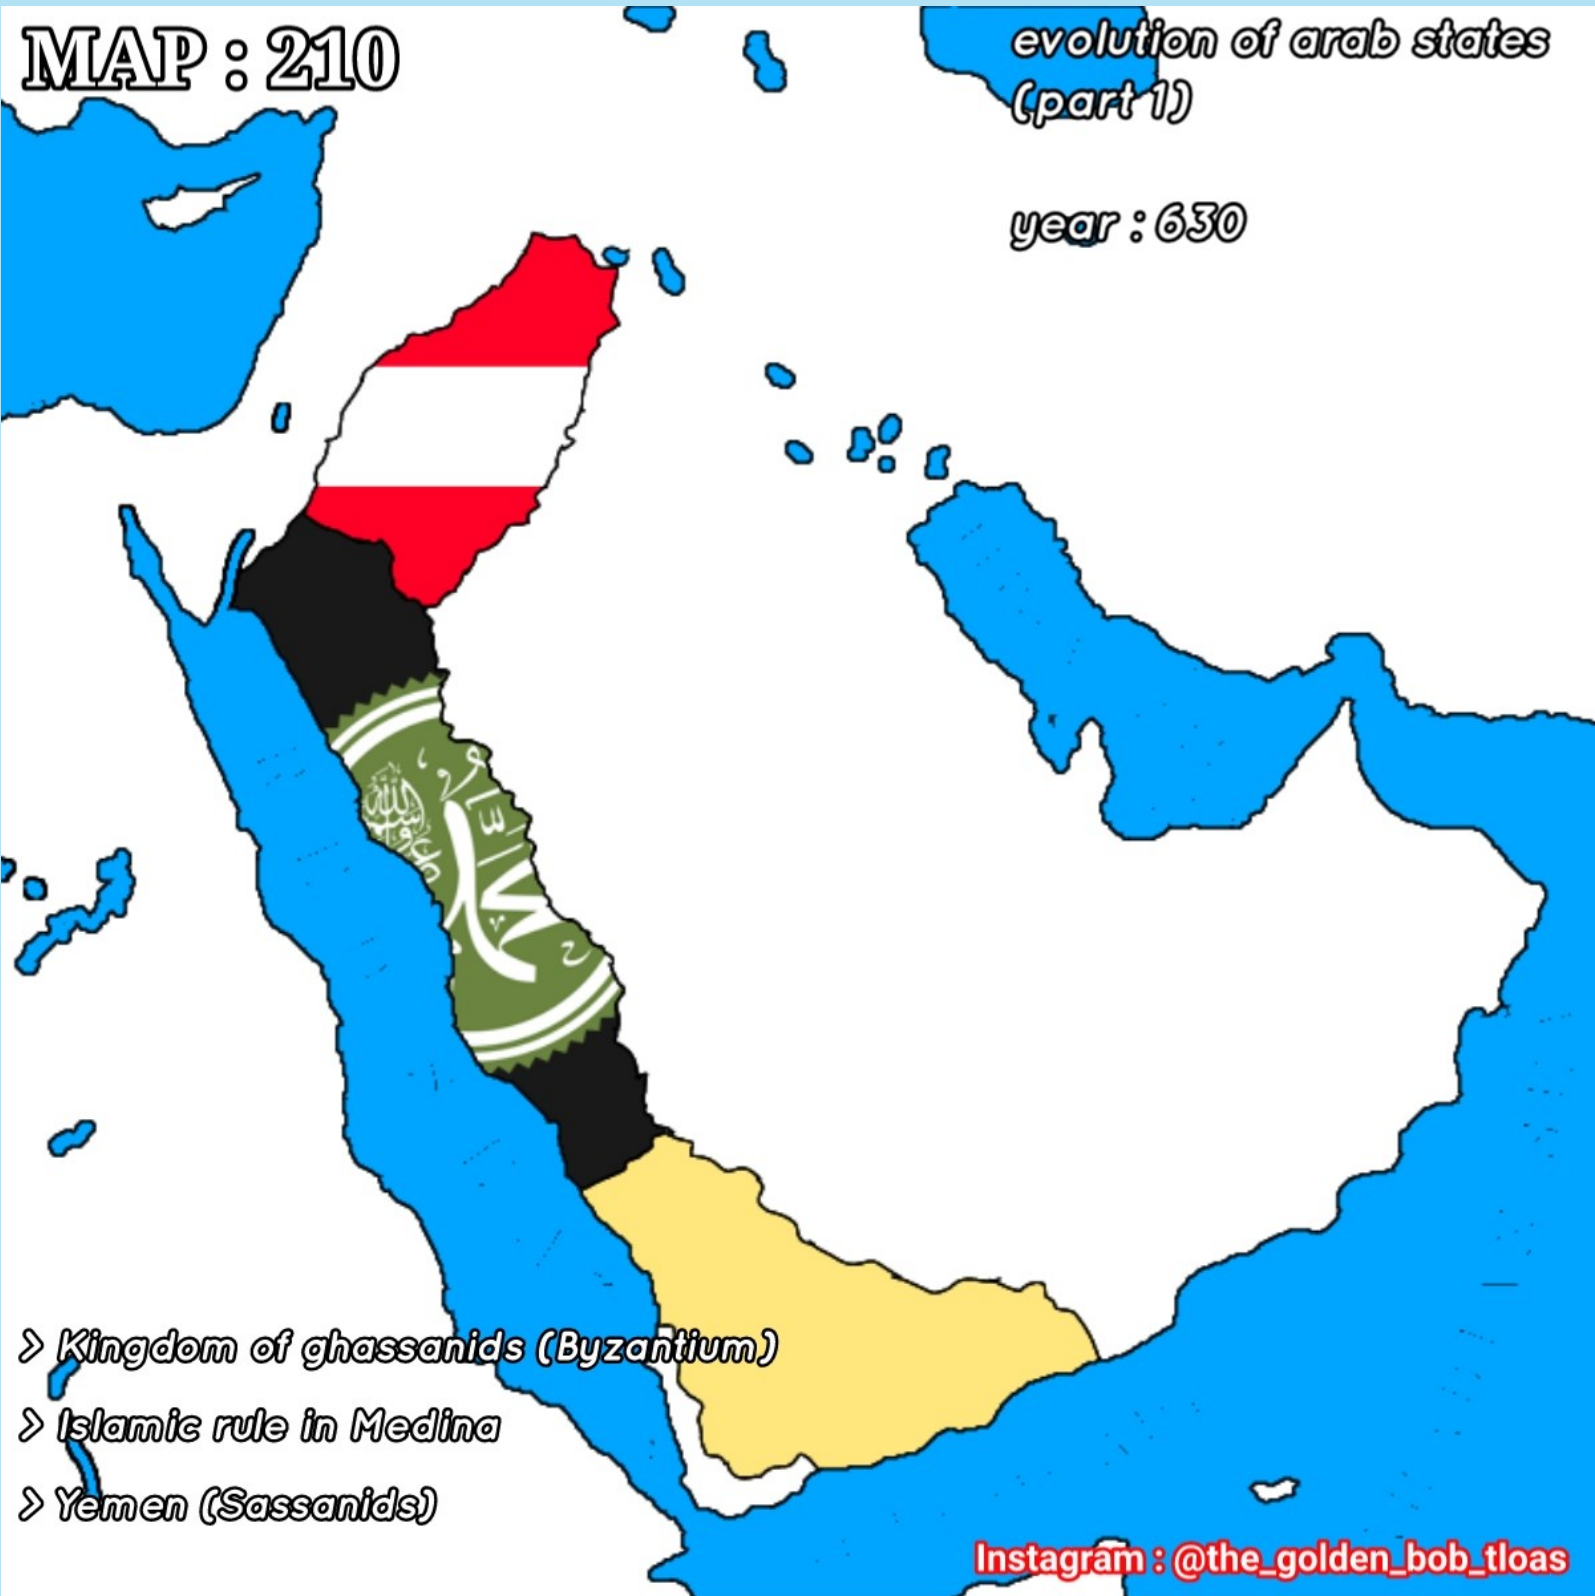 MAP : 210
evolution of arab states
(part 1)
year : 630
محمد
> Kingdom of ghassanids (Byzantium)
> Islamic rule in Medina
> Yemen (Sassanids)
Instagram : @the_golden_bob_tloas